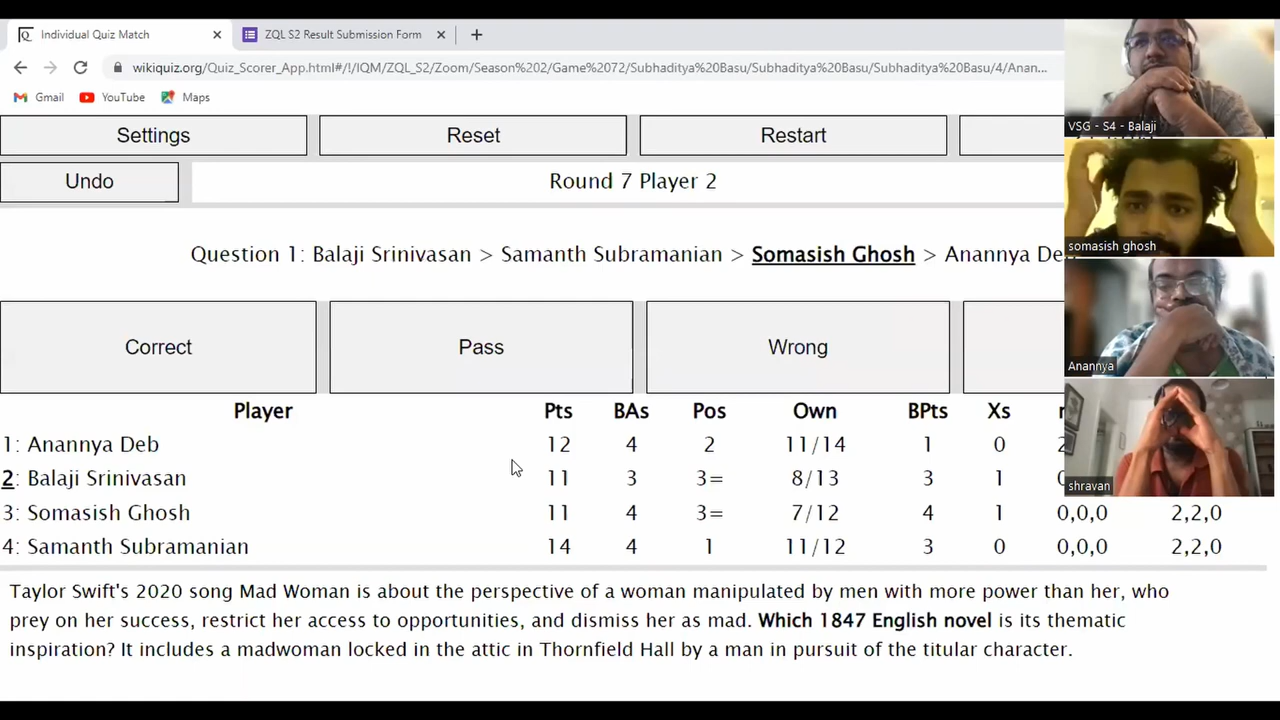 Individual Quiz Match
ZQL S2 Result Submission Form
wikiquiz.org/Quiz_Scorer_App.html#/I/IQM/ZQL_S2/Zoom/Season%202/Game%2072/Subhaditya%20Basu/Subhaditya%20Basu/Subhaditya%20Basu/4/Anan...
Gmail YouTube Maps
Settings Reset Restart
Undo Round 7 Player 2
Question 1: Balaji Srinivasan > Samanth Subramanian > Somasish Ghosh > Anannya De
Correct Pass Wrong
Player Pts BAs Pos Own BPts Xs
1: Anannya Deb 12 4 2 11/14 1 0 2
2: Balaji Srinivasan 11 3 3= 8/13 3 1
3: Somasish Ghosh 11 4 3= 7/12 4 1 0,0,0 2,2,0
4: Samanth Subramanian 14 4 1 11/12 3 0 0,0,0 2,2,0
Taylor Swift's 2020 song Mad Woman is about the perspective of a woman manipulated by men with more power than her, who
prey on her success, restrict her access to opportunities, and dismiss her as mad. Which 1847 English novel is its thematic
inspiration? It includes a madwoman locked in the attic in Thornfield Hall by a man in pursuit of the titular character.
VSG - S4 - Balaji
somasish ghosh
Anannya
shravan